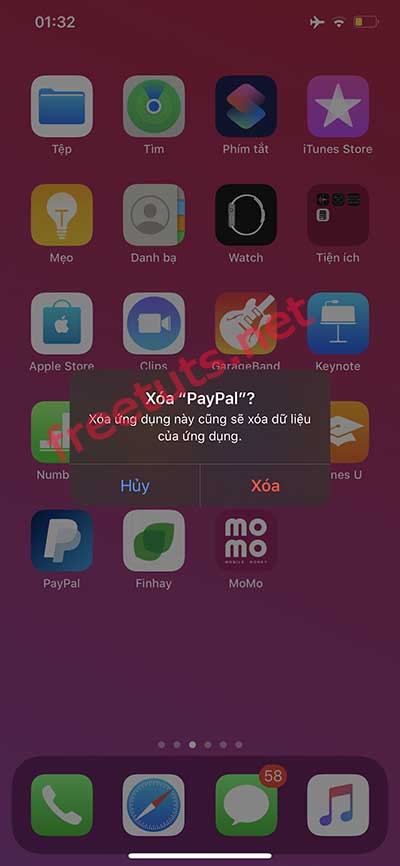 01:32
Tệp
Tìm
Phím tắt
iTunes Store
Mẹo
Danh bạ
Watch
Tiện ích
Apple Store
Clips
GarageBand
Keynote
freetuts.net
Xóa “PayPal”?
Xóa ứng dụng này cũng sẽ xóa dữ liệu
của ứng dụng.
Hủy
Xóa
Numb
nes U
PayPal
Finhay
MoMo
MO
MO
MOBILE MONEY
58